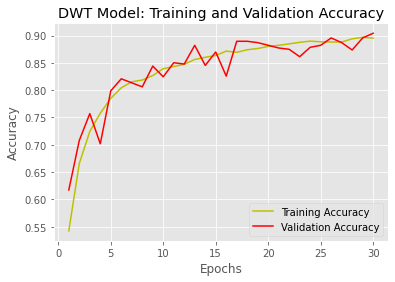 DWT Model: Training and Validation Accuracy
0.90
0.85
0.80
0.75
0.70
0.65
0.60
0.55
Accuracy
0 5 10 15 20 25 30
Epochs
Training Accuracy
Validation Accuracy